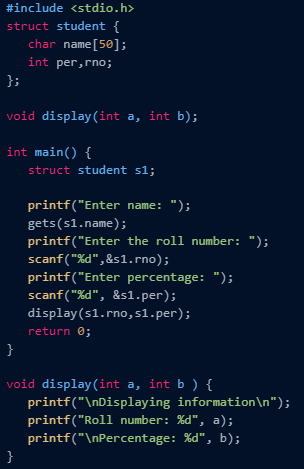 #include <stdio.h>
struct student {
   char name[50];
   int per,rno;
};

void display(int a, int b);

int main() {
   struct student s1;

   printf("Enter name: ");
   gets(s1.name);
   printf("Enter the roll number: ");
   scanf("%d",&s1.rno);
   printf("Enter percentage: ");
   scanf("%d", &s1.per);
   display(s1.rno,s1.per);
   return 0;
}

void display(int a, int b ) {
   printf("\nDisplaying information\n");
   printf("Roll number: %d", a);
   printf("\nPercentage: %d", b);
}